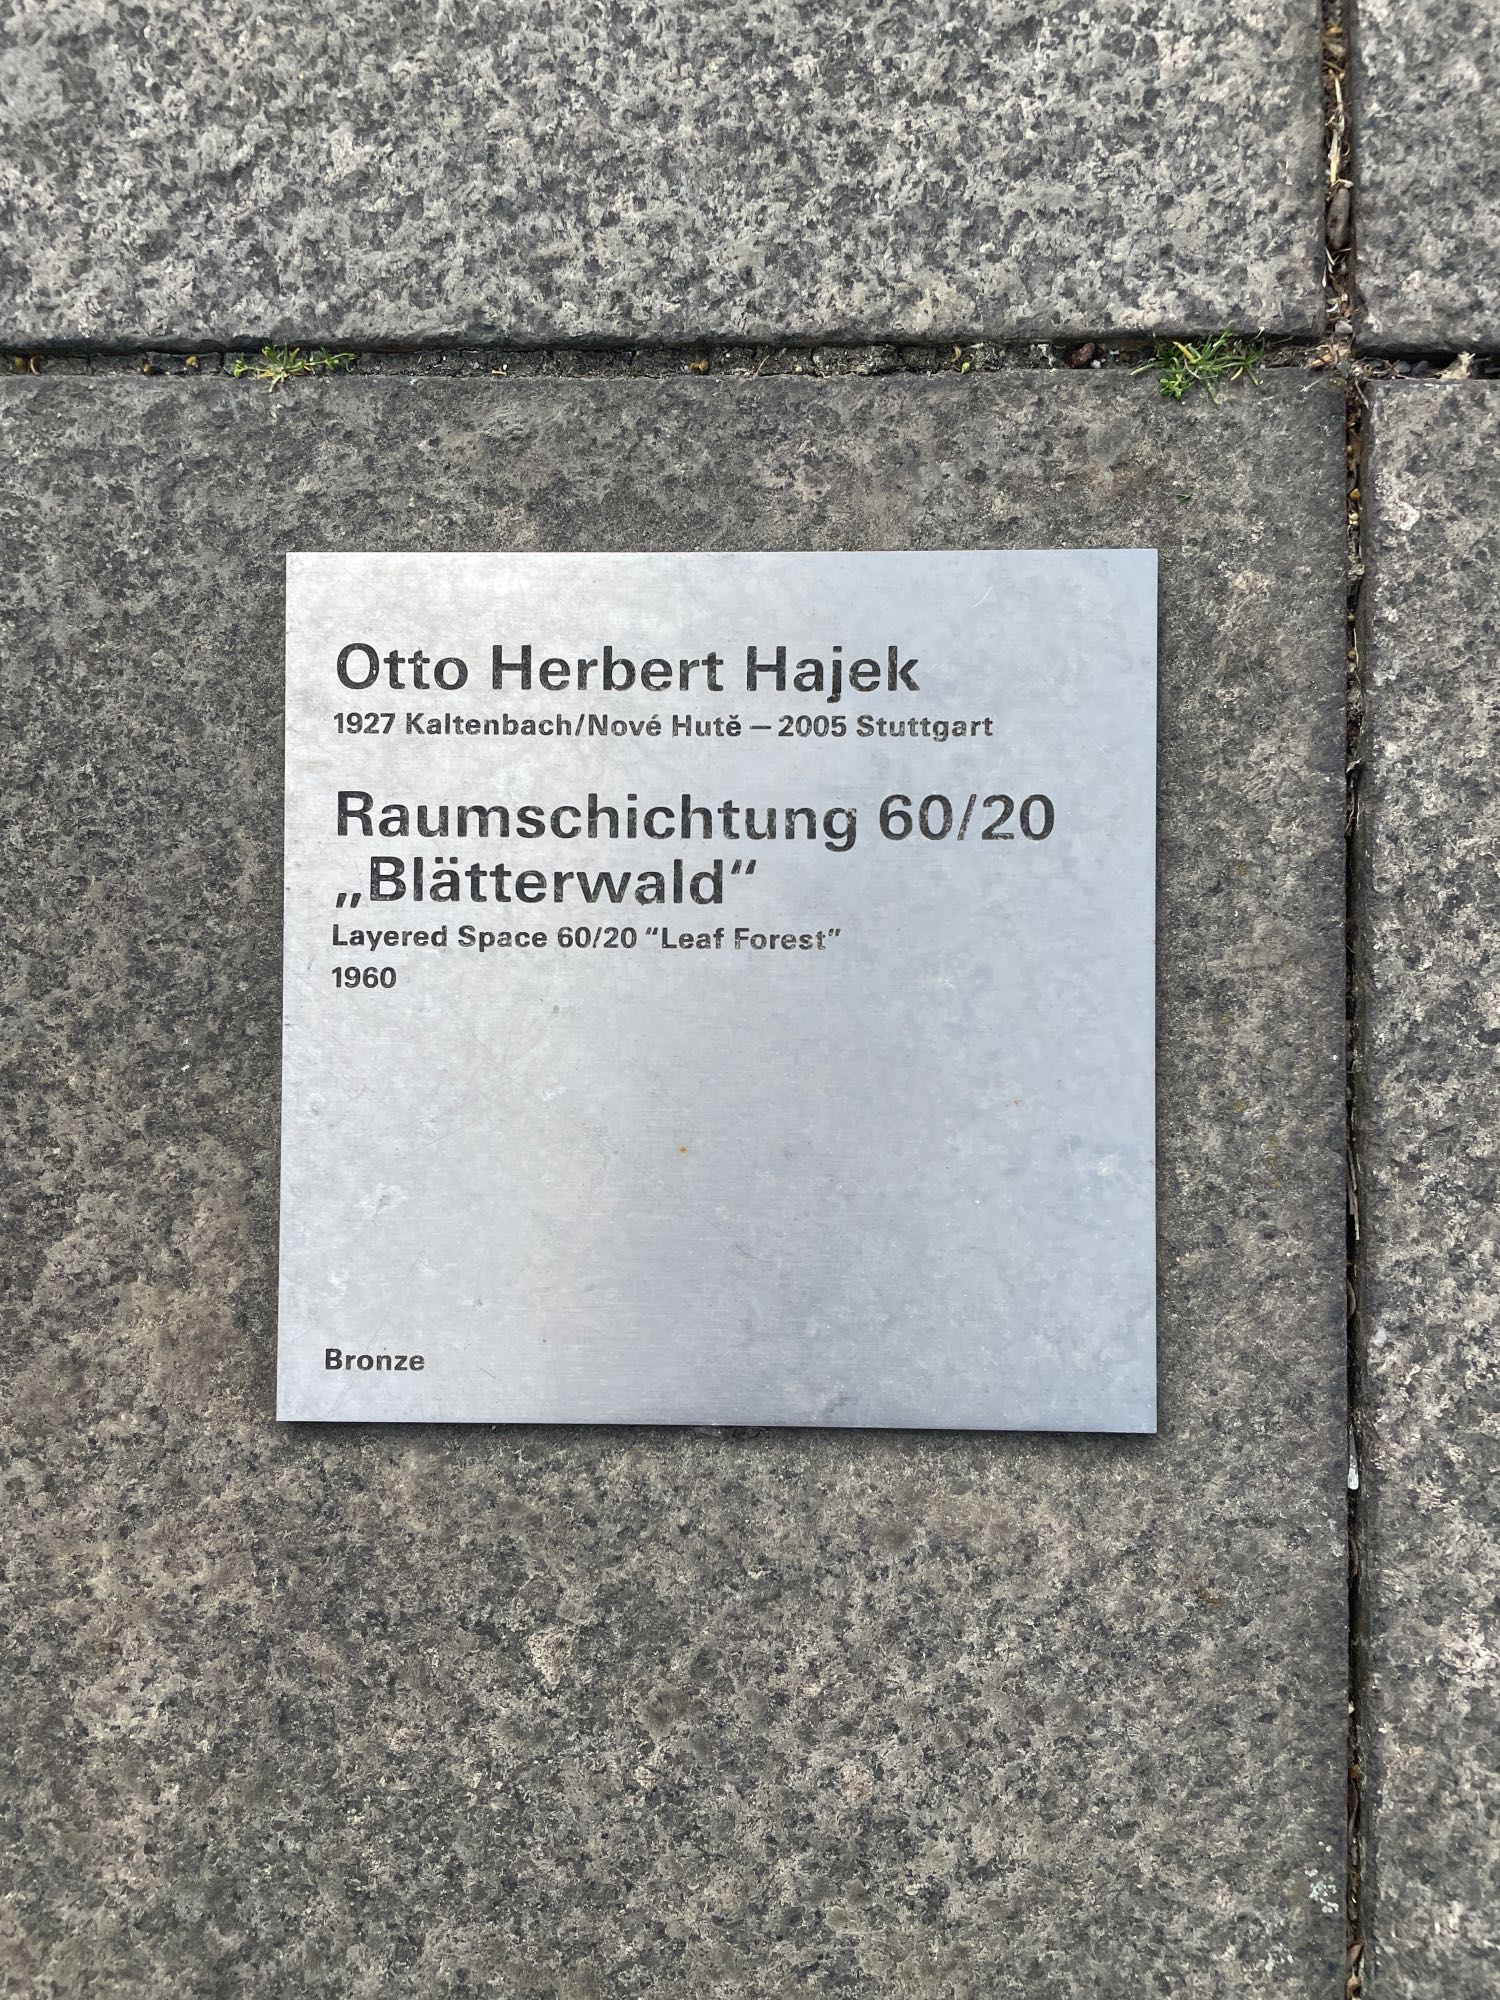 Otto Herbert Hajek
1927 Kaltenbach/Nové Hutě – 2005 Stuttgart
Raumschichtung 60/20
„Blätterwald“
Layered Space 60/20 “Leaf Forest”
1960
Bronze